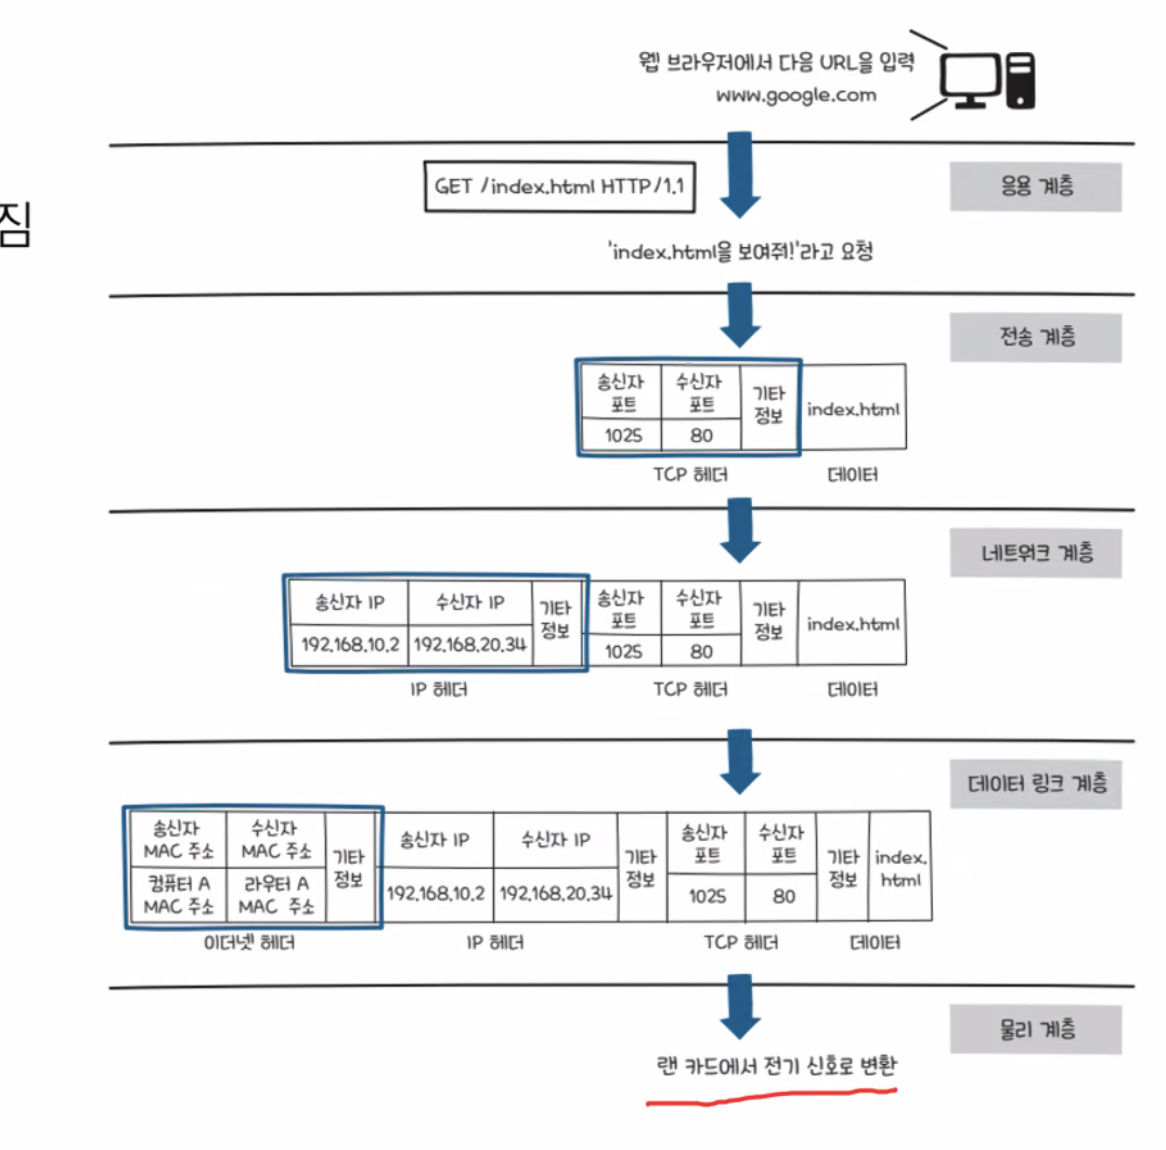 웹 브라우저에서 다음 URL을 입력
www.google.com
GET /index.html HTTP/1.1
응용 계층
짐
'index.html을 보여줘!'라고 요청
전송 계층
송신자 포트
수신자 포트
기타 정보
index.html
1025
80
TCP 헤더
데이터
네트워크 계층
송신자 IP
수신자 IP
기타 정보
송신자 포트
수신자 포트
기타 정보
index.html
192.168.10.2
192.168.20.34
1025
80
IP 헤더
TCP 헤더
데이터
데이터 링크 계층
송신자 MAC 주소
수신자 MAC 주소
기타 정보
송신자 IP
수신자 IP
기타 정보
송신자 포트
수신자 포트
기타 정보
index. html
컴퓨터 A MAC 주소
라우터 A MAC 주소
192.168.10.2
192.168.20.34
1025
80
이더넷 헤더
IP 헤더
TCP 헤더
데이터
물리 계층
랜 카드에서 전기 신호로 변환